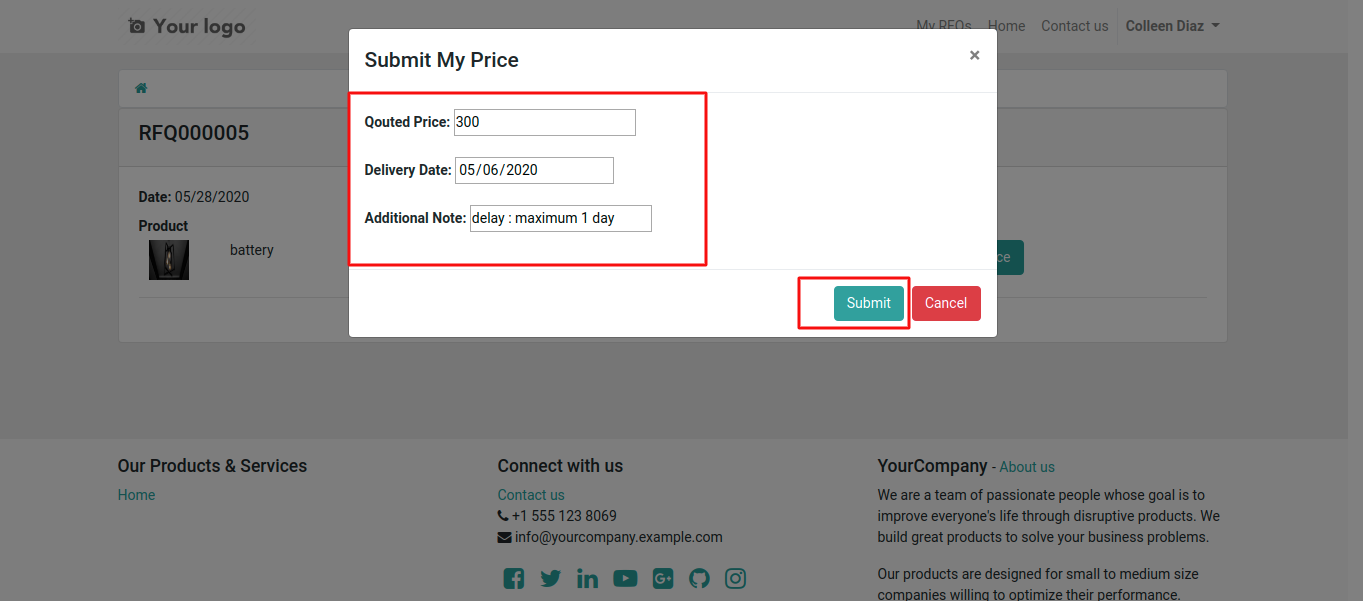 Your logo
My RFQs Home Contact us Colleen Diaz
Submit My Price
×
Qouted Price: 300
Delivery Date: 05/06/2020
Additional Note: delay : maximum 1 day
Submit Cancel
RFQ000005
Date: 05/28/2020
Product
battery
ce
Our Products & Services
Home
Connect with us
Contact us
+1 555 123 8069
info@yourcompany.example.com
YourCompany - About us
We are a team of passionate people whose goal is to
improve everyone's life through disruptive products. We
build great products to solve your business problems.
Our products are designed for small to medium size
companies willing to optimize their performance.